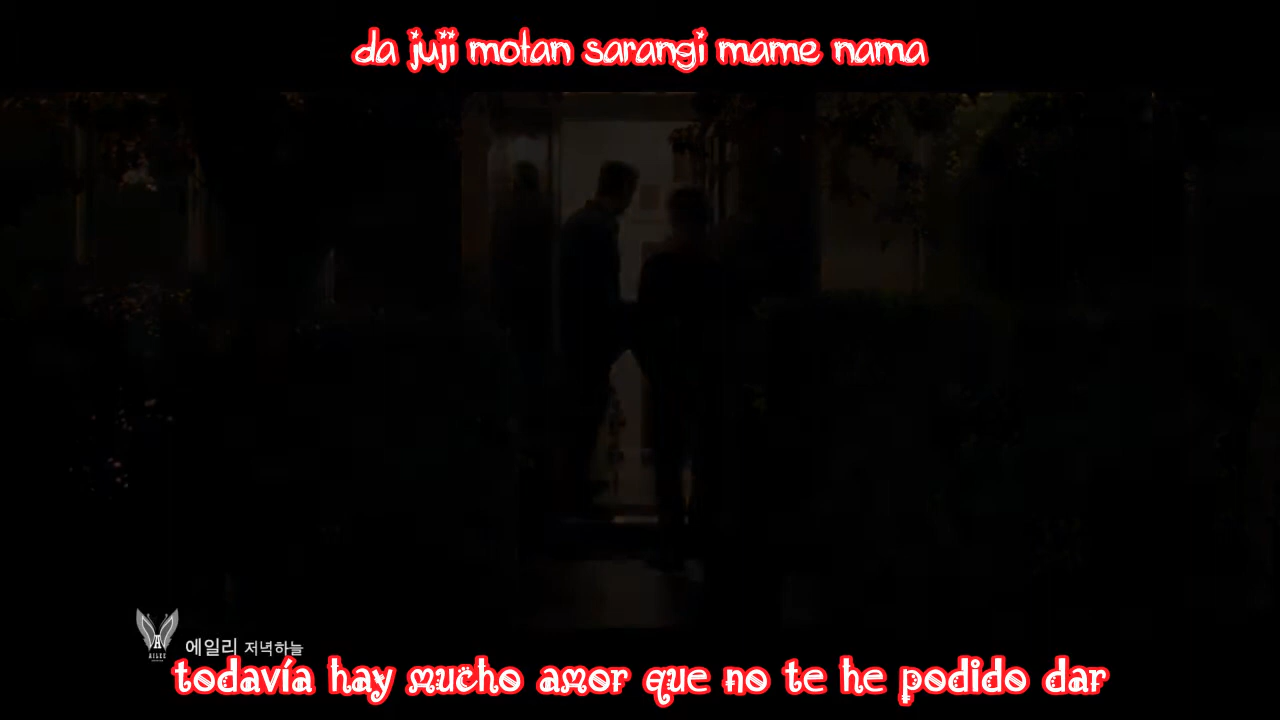 da juji motan sarangi mame nama
AILEE
에일리 저녁하늘
todavía hay mucho amor que no te he podido dar